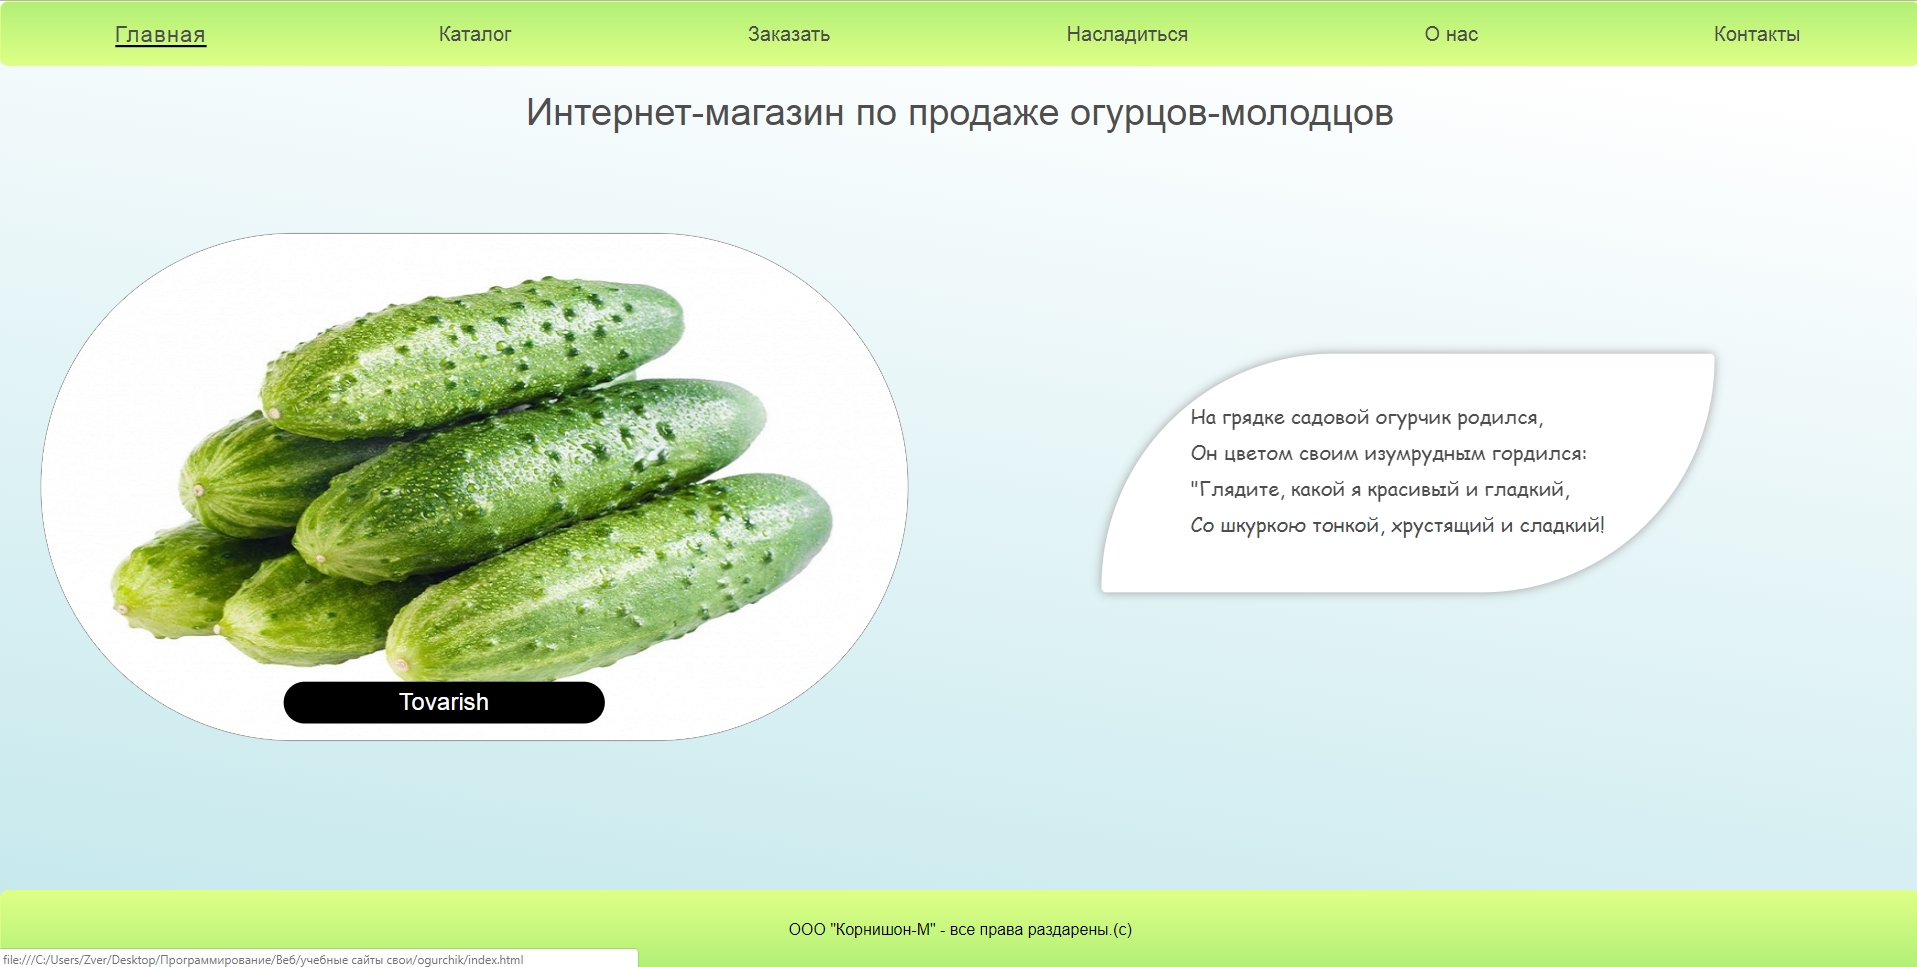 Главная Каталог Заказать Насладиться О нас Контакты
Интернет-магазин по продаже огурцов-молодцов
На грядке садовой огурчик родился,
Он цветом своим изумрудным гордился:
"Глядите, какой я красивый и гладкий,
Со шкуркою тонкой, хрустящий и сладкий!
Tovarish
ООО "Корнишон-М" - все права раздарены.(с)
file:///C:/Users/Zver/Desktop/Программирование/Веб/учебные сайты свои/ogurchik/index.html